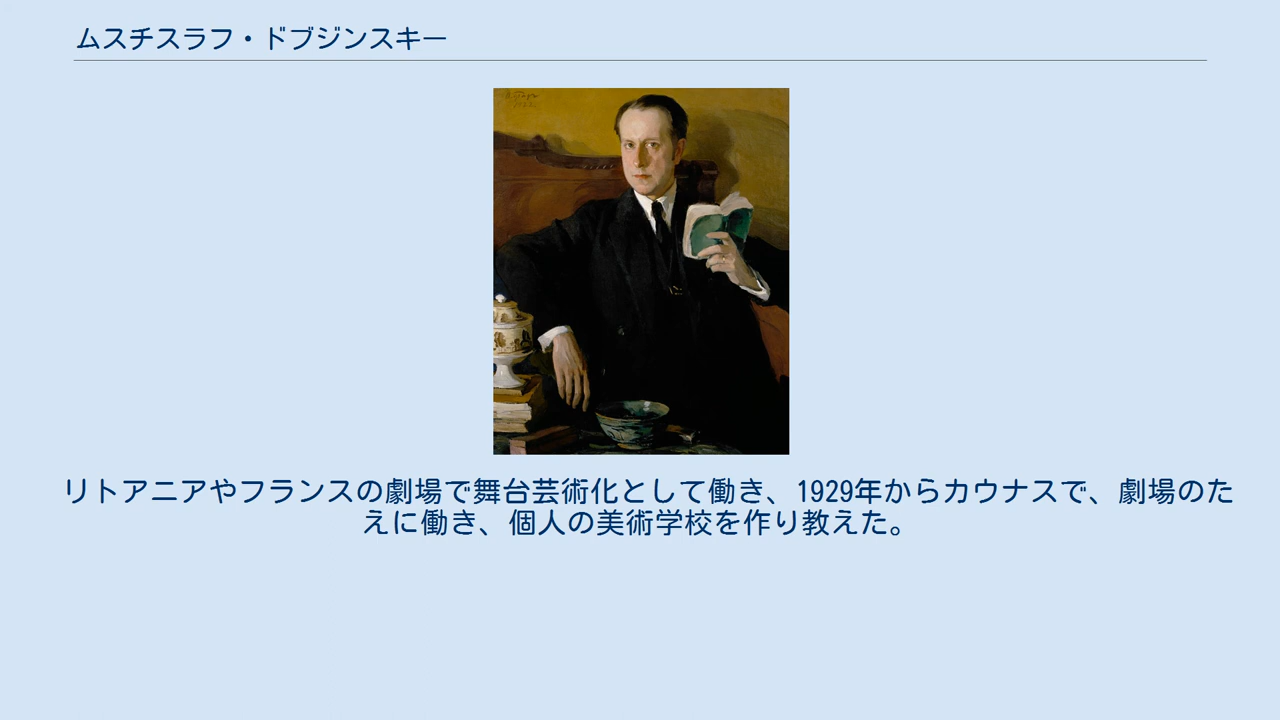 ムスチスラフ・ドブジンスキー
リトアニアやフランスの劇場で舞台芸術化として働き、1929年からカウナスで、劇場のた
えに働き、個人の美術学校を作り教えた。